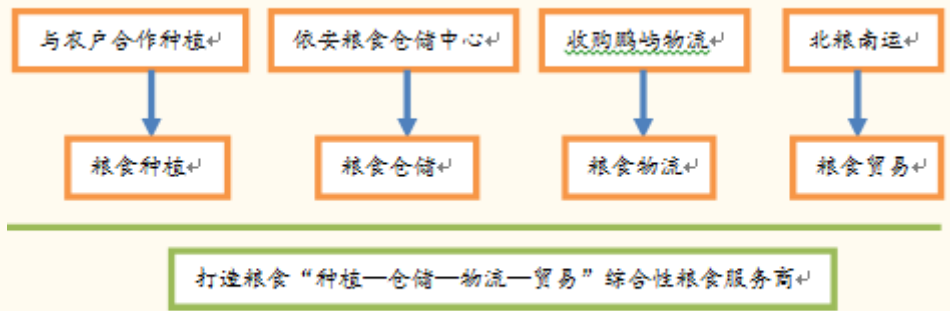 与农户合作种植
依安粮食仓储中心
收购鹏屿物流
北粮南运
粮食种植
粮食仓储
粮食物流
粮食贸易
打造粮食“种植—仓储—物流—贸易”综合性粮食服务商